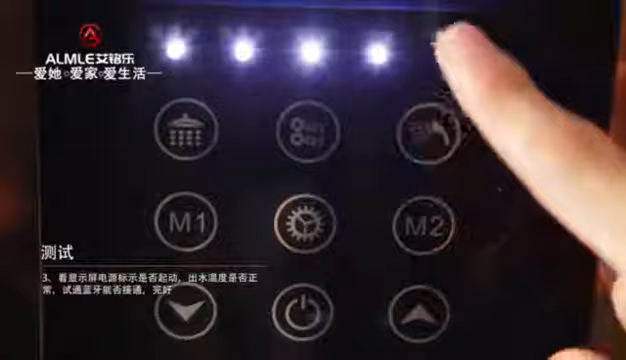 ALMLE艾铭乐
爱她·爱家·爱生活
M1
M2
测试
3、看显示屏电源标示是否起动，出水温度是否正
常，试通蓝牙能否接通，完好